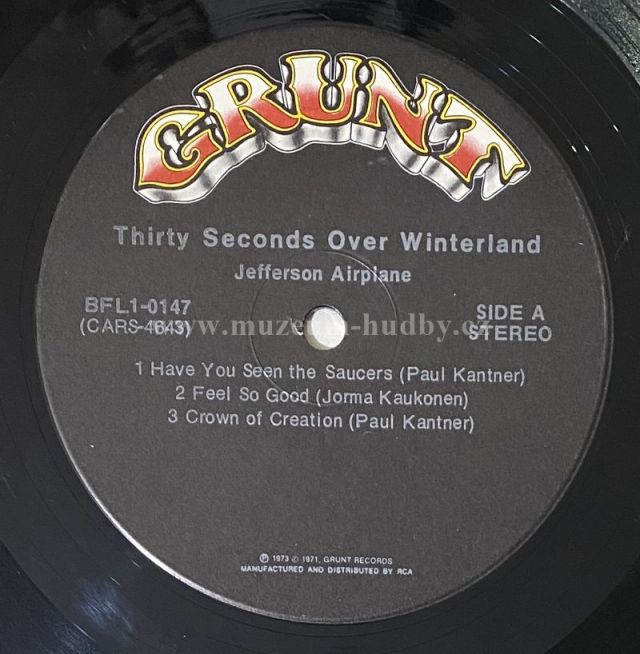 GRUNT
Thirty Seconds Over Winterland
Jefferson Airplane
BFL1-0147
(CARS-4643)
SIDE A
STEREO
www.muzeum-hudby.cz
1 Have You Seen the Saucers (Paul Kantner)
2 Feel So Good (Jorma Kaukonen)
3 Crown of Creation (Paul Kantner)
℗ 1973 © 1971, GRUNT RECORDS
MANUFACTURED AND DISTRIBUTED BY RCA